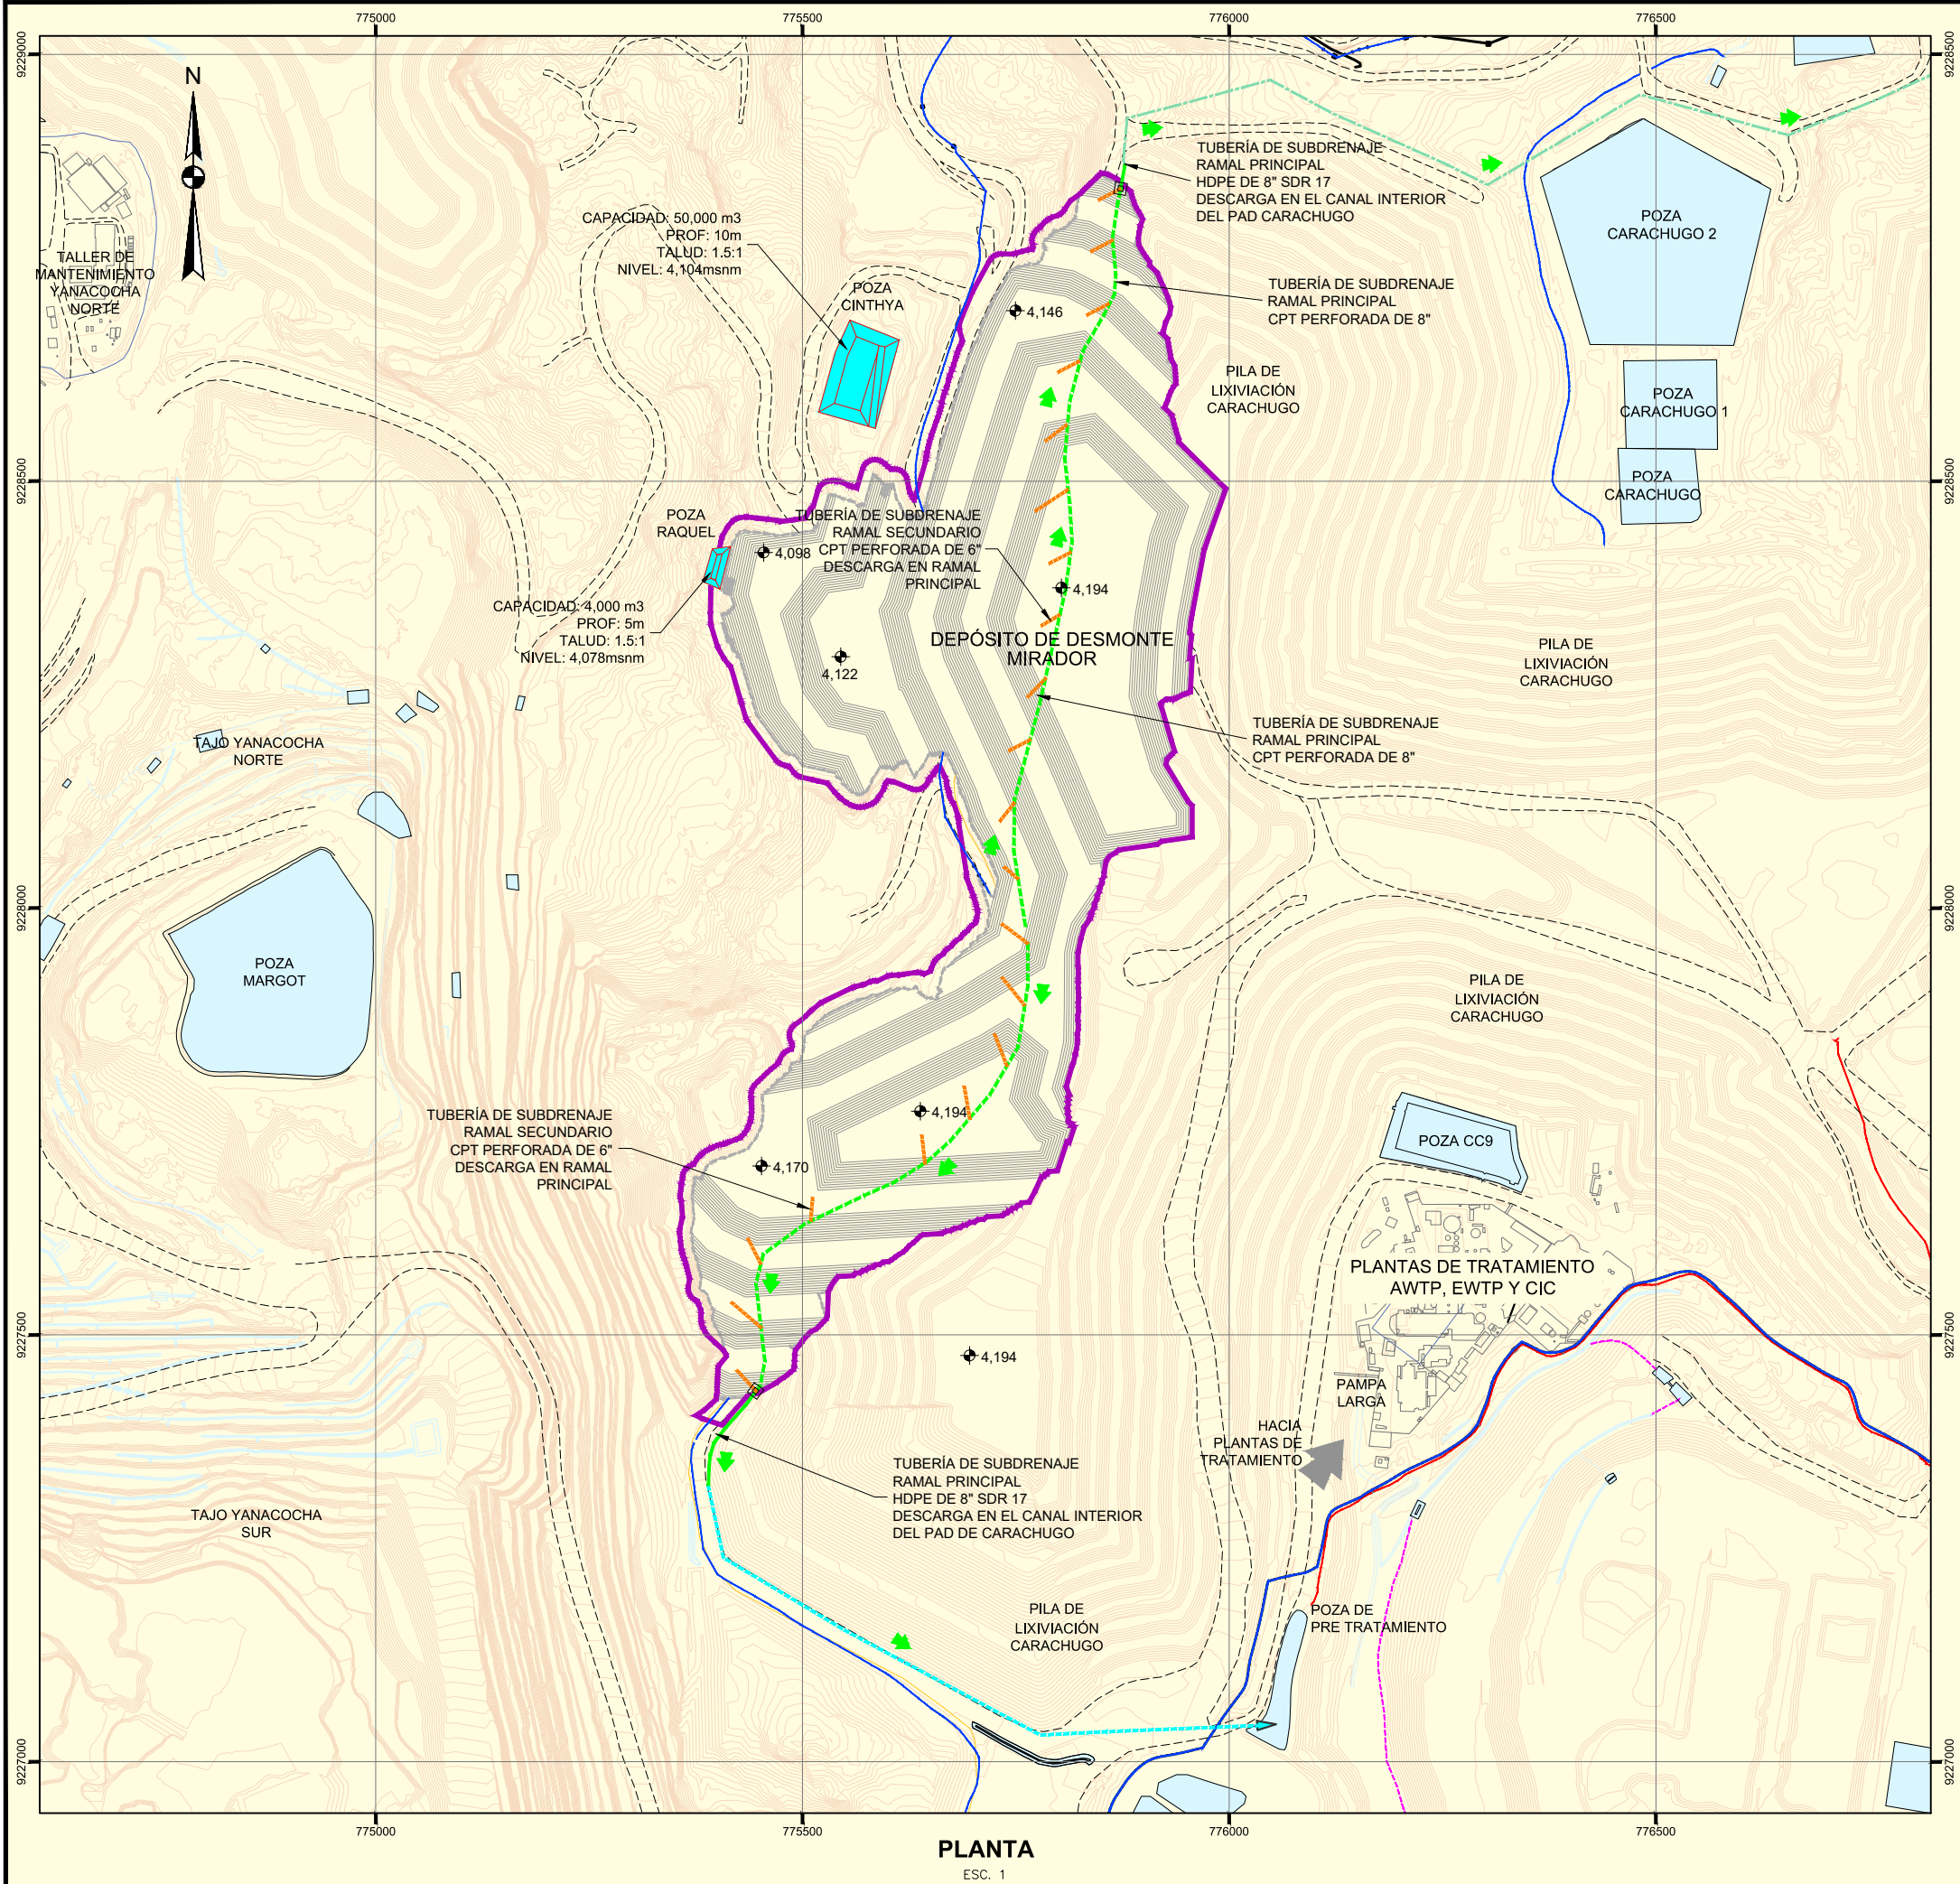 775000
775500
776000
776500
9229000
9228500
N
TUBERÍA DE SUBDRENAJE
RAMAL PRINCIPAL
HDPE DE 8" SDR 17
DESCARGA EN EL CANAL INTERIOR
DEL PAD CARACHUGO
CAPACIDAD: 50,000 m3
PROF: 10m
TALUD: 1.5:1
NIVEL: 4,104msnm
POZA
CARACHUGO 2
TALLER DE
MANTENIMIENTO
YANACOCHA
NORTE
POZA
CINTHYA
TUBERÍA DE SUBDRENAJE
RAMAL PRINCIPAL
CPT PERFORADA DE 8"
4,146
PILA DE
LIXIVIACIÓN
CARACHUGO
POZA
CARACHUGO 1
9228500
9228500
POZA
CARACHUGO
POZA
RAQUEL
TUBERÍA DE SUBDRENAJE
RAMAL SECUNDARIO
CPT PERFORADA DE 6"
DESCARGA EN RAMAL
PRINCIPAL
4,098
4,194
CAPACIDAD: 4,000 m3
PROF: 5m
TALUD: 1.5:1
NIVEL: 4,078msnm
DEPÓSITO DE DESMONTE
MIRADOR
4,122
PILA DE
LIXIVIACIÓN
CARACHUGO
TAJO YANACOCHA
NORTE
TUBERÍA DE SUBDRENAJE
RAMAL PRINCIPAL
CPT PERFORADA DE 8"
9228000
9228000
POZA
MARGOT
PILA DE
LIXIVIACIÓN
CARACHUGO
TUBERÍA DE SUBDRENAJE
RAMAL SECUNDARIO
CPT PERFORADA DE 6"
DESCARGA EN RAMAL
PRINCIPAL
4,194
4,170
POZA CC9
PLANTAS DE TRATAMIENTO
AWTP, EWTP Y CIC
9227500
9227500
4,194
PAMPA
LARGA
HACIA
PLANTAS DE
TRATAMIENTO
TUBERÍA DE SUBDRENAJE
RAMAL PRINCIPAL
HDPE DE 8" SDR 17
DESCARGA EN EL CANAL INTERIOR
DEL PAD DE CARACHUGO
TAJO YANACOCHA
SUR
PILA DE
LIXIVIACIÓN
CARACHUGO
POZA DE
PRE TRATAMIENTO
9227000
9227000
775000
775500
776000
776500
PLANTA
ESC. 1